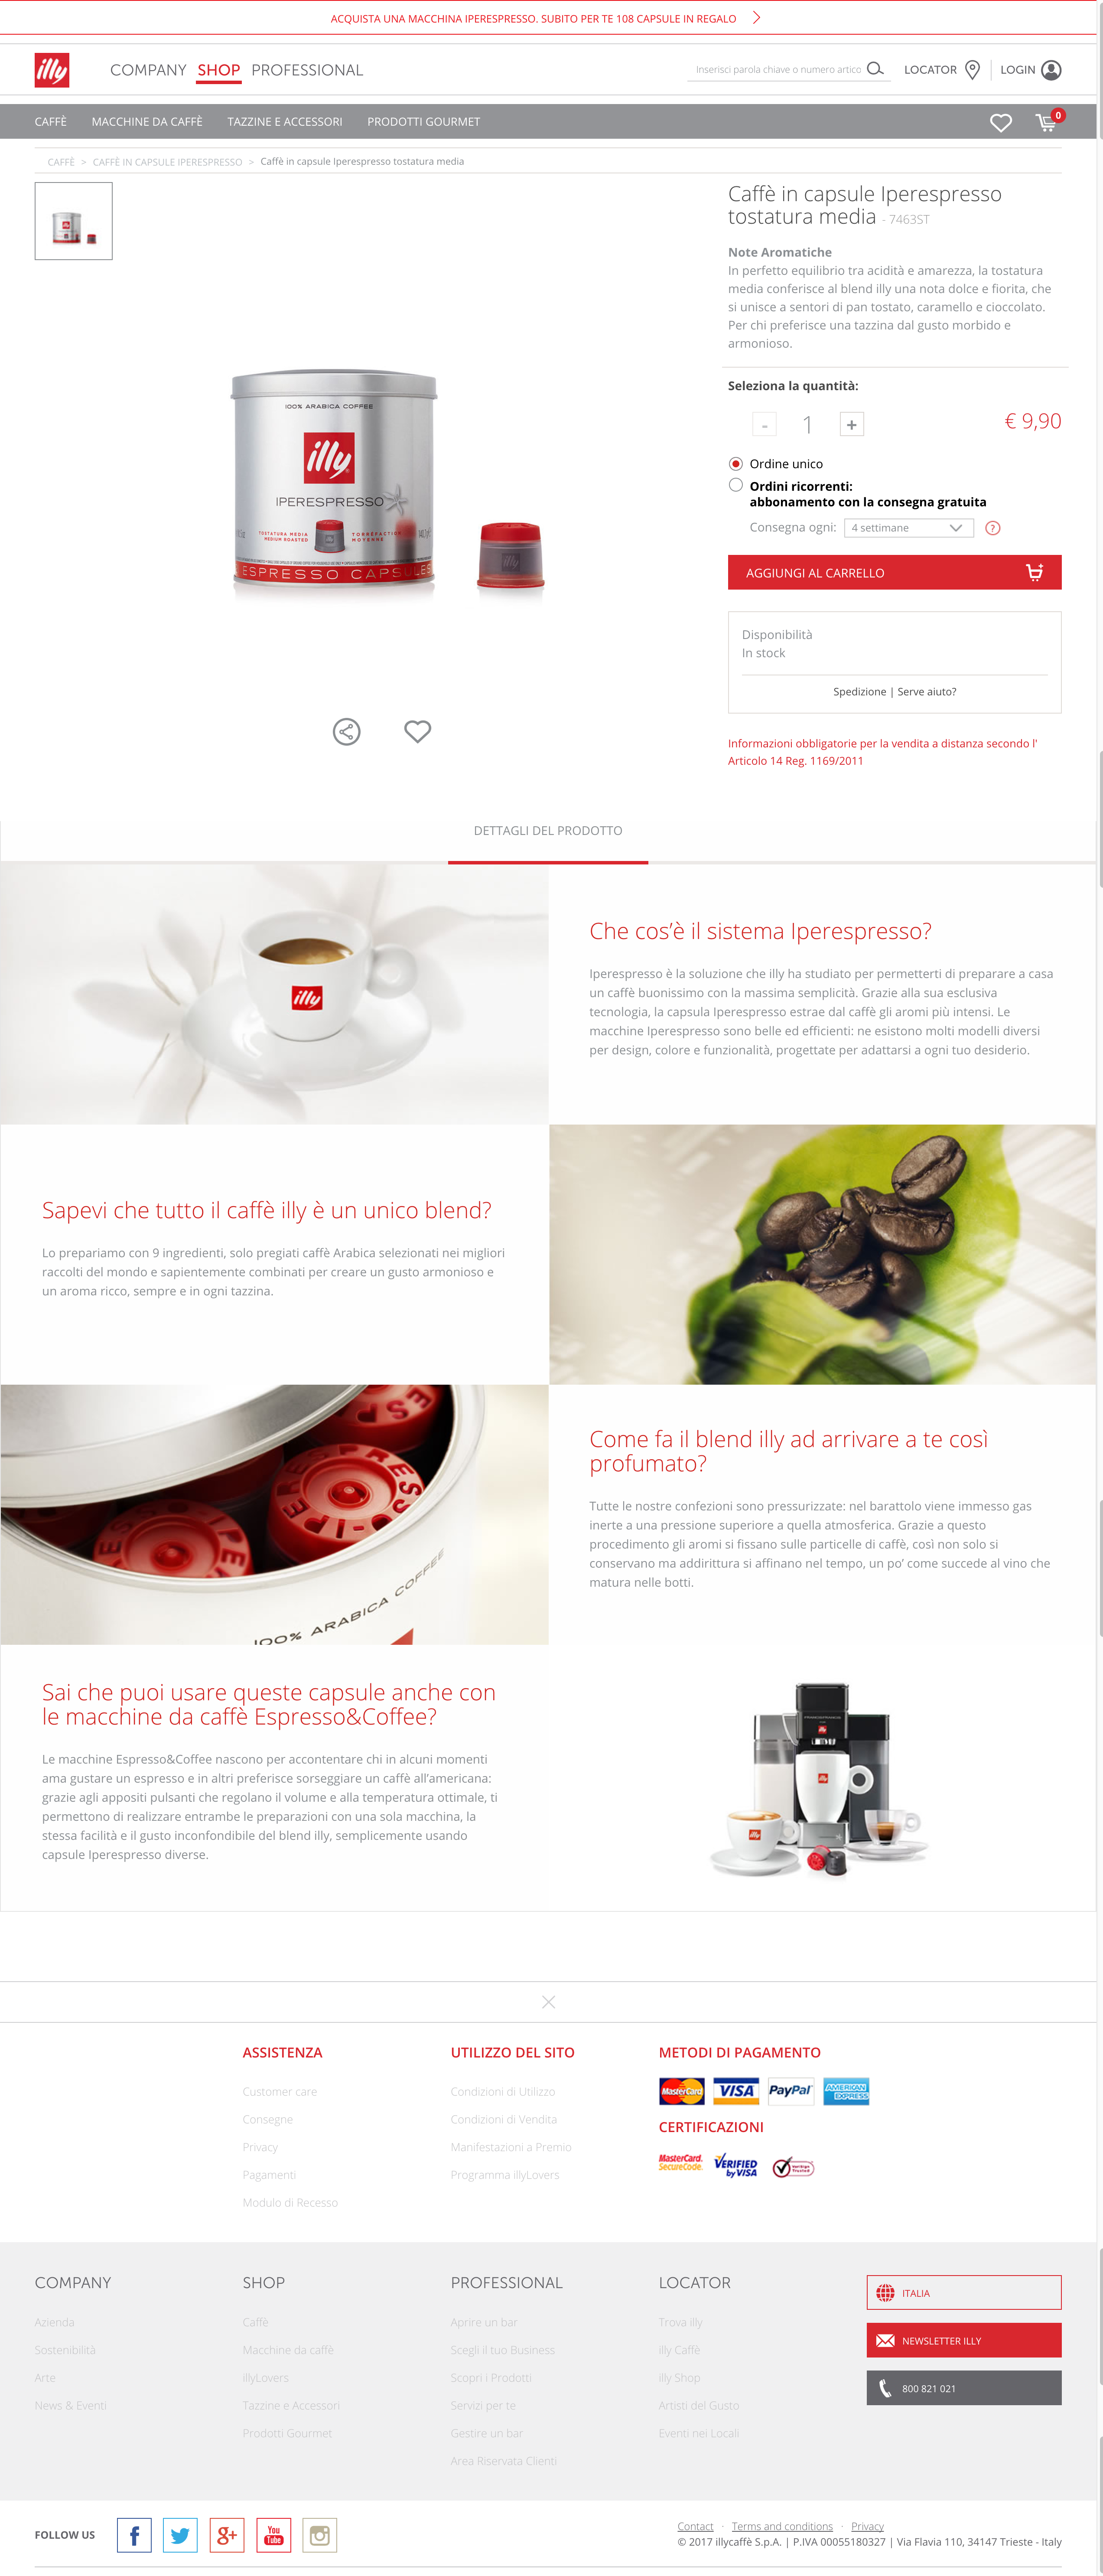 ACQUISTA UNA MACCHINA IPERESPRESSO. SUBITO PER TE 108 CAPSULE IN REGALO
illy
COMPANY SHOP PROFESSIONAL
Inserisci parola chiave o numero artico
LOCATOR
LOGIN
CAFFÈ MACCHINE DA CAFFÈ TAZZINE E ACCESSORI PRODOTTI GOURMET
0
CAFFÈ > CAFFÈ IN CAPSULE IPERESPRESSO > Caffè in capsule Iperespresso tostatura media
Caffè in capsule Iperespresso
tostatura media - 7463ST
Note Aromatiche
In perfetto equilibrio tra acidità e amarezza, la tostatura
media conferisce al blend illy una nota dolce e fiorita, che
si unisce a sentori di pan tostato, caramello e cioccolato.
Per chi preferisce una tazzina dal gusto morbido e
armonioso.
100% ARABICA COFFEE
illy
IPERESPRESSO
TOSTATURA MEDIA
MEDIUM ROASTED
TORRÉFACTION
MOYENNE
ESPRESSO CAPSULES
Seleziona la quantità:
- 1 +
€ 9,90
Ordine unico
Ordini ricorrenti:
abbonamento con la consegna gratuita
Consegna ogni: 4 settimane ?
AGGIUNGI AL CARRELLO
Disponibilità
In stock
Spedizione | Serve aiuto?
Informazioni obbligatorie per la vendita a distanza secondo l'
Articolo 14 Reg. 1169/2011
DETTAGLI DEL PRODOTTO
illy
Che cos’è il sistema Iperespresso?
Iperespresso è la soluzione che illy ha studiato per permetterti di preparare a casa
un caffè buonissimo con la massima semplicità. Grazie alla sua esclusiva
tecnologia, la capsula Iperespresso estrae dal caffè gli aromi più intensi. Le
macchine Iperespresso sono belle ed efficienti: ne esistono molti modelli diversi
per design, colore e funzionalità, progettate per adattarsi a ogni tuo desiderio.
Sapevi che tutto il caffè illy è un unico blend?
Lo prepariamo con 9 ingredienti, solo pregiati caffè Arabica selezionati nei migliori
raccolti del mondo e sapientemente combinati per creare un gusto armonioso e
un aroma ricco, sempre e in ogni tazzina.
100% ARABICA COFFEE
Come fa il blend illy ad arrivare a te così
profumato?
Tutte le nostre confezioni sono pressurizzate: nel barattolo viene immesso gas
inerte a una pressione superiore a quella atmosferica. Grazie a questo
procedimento gli aromi si fissano sulle particelle di caffè, così non solo si
conservano ma addirittura si affinano nel tempo, un po’ come succede al vino che
matura nelle botti.
Sai che puoi usare queste capsule anche con
le macchine da caffè Espresso&Coffee?
Le macchine Espresso&Coffee nascono per accontentare chi in alcuni momenti
ama gustare un espresso e in altri preferisce sorseggiare un caffè all’americana:
grazie agli appositi pulsanti che regolano il volume e alla temperatura ottimale, ti
permettono di realizzare entrambe le preparazioni con una sola macchina, la
stessa facilità e il gusto inconfondibile del blend illy, semplicemente usando
capsule Iperespresso diverse.
illy
ASSISTENZA
Customer care
Consegne
Privacy
Pagamenti
Modulo di Recesso
UTILIZZO DEL SITO
Condizioni di Utilizzo
Condizioni di Vendita
Manifestazioni a Premio
Programma illyLovers
METODI DI PAGAMENTO
MasterCard VISA PayPal AMERICAN EXPRESS
CERTIFICAZIONI
MasterCard. SecureCode.
VERIFIED by VISA
VeriSign Trusted
COMPANY
Azienda
Sostenibilità
Arte
News & Eventi
SHOP
Caffè
Macchine da caffè
illyLovers
Tazzine e Accessori
Prodotti Gourmet
PROFESSIONAL
Aprire un bar
Scegli il tuo Business
Scopri i Prodotti
Servizi per te
Gestire un bar
Area Riservata Clienti
LOCATOR
Trova illy
illy Caffè
illy Shop
Artisti del Gusto
Eventi nei Locali
ITALIA
NEWSLETTER ILLY
800 821 021
FOLLOW US
f
g+
You Tube
Contact · Terms and conditions · Privacy
© 2017 illycaffè S.p.A. | P.IVA 00055180327 | Via Flavia 110, 34147 Trieste - Italy